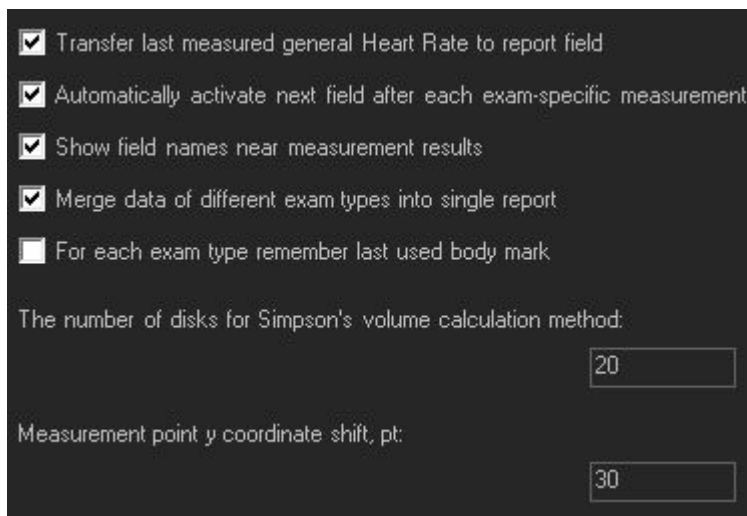 Transfer last measured general Heart Rate to report field
Automatically activate next field after each exam-specific measurement
Show field names near measurement results
Merge data of different exam types into single report
For each exam type remember last used body mark
The number of disks for Simpson's volume calculation method:
20
Measurement point y coordinate shift, pt:
30